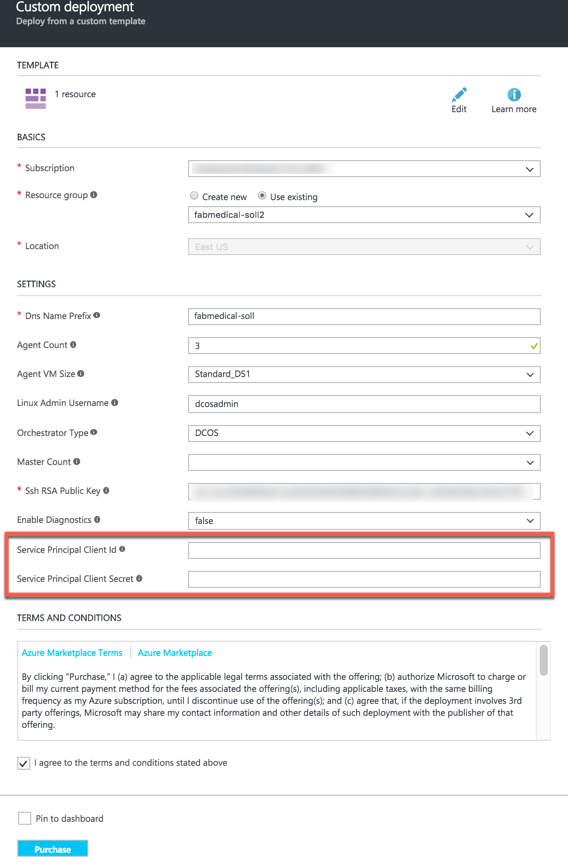 Custom deployment
Deploy from a custom template
TEMPLATE
1 resource
Edit
Learn more
BASICS
* Subscription
* Resource group
Create new
Use existing
fabmedical-soll2
* Location
East US
SETTINGS
* Dns Name Prefix
fabmedical-soll
Agent Count
3
Agent VM Size
Standard_DS1
Linux Admin Username
dcosadmin
Orchestrator Type
DCOS
Master Count
* Ssh RSA Public Key
Enable Diagnostics
false
Service Principal Client Id
Service Principal Client Secret
TERMS AND CONDITIONS
Azure Marketplace Terms | Azure Marketplace
By clicking "Purchase," I (a) agree to the applicable legal terms associated with the offering; (b) authorize Microsoft to charge or
bill my current payment method for the fees associated the offering(s), including applicable taxes, with the same billing
frequency as my Azure subscription, until I discontinue use of the offering(s); and (c) agree that, if the deployment involves 3rd
party offerings, Microsoft may share my contact information and other details of such deployment with the publisher of that
offering.
I agree to the terms and conditions stated above
Pin to dashboard
Purchase